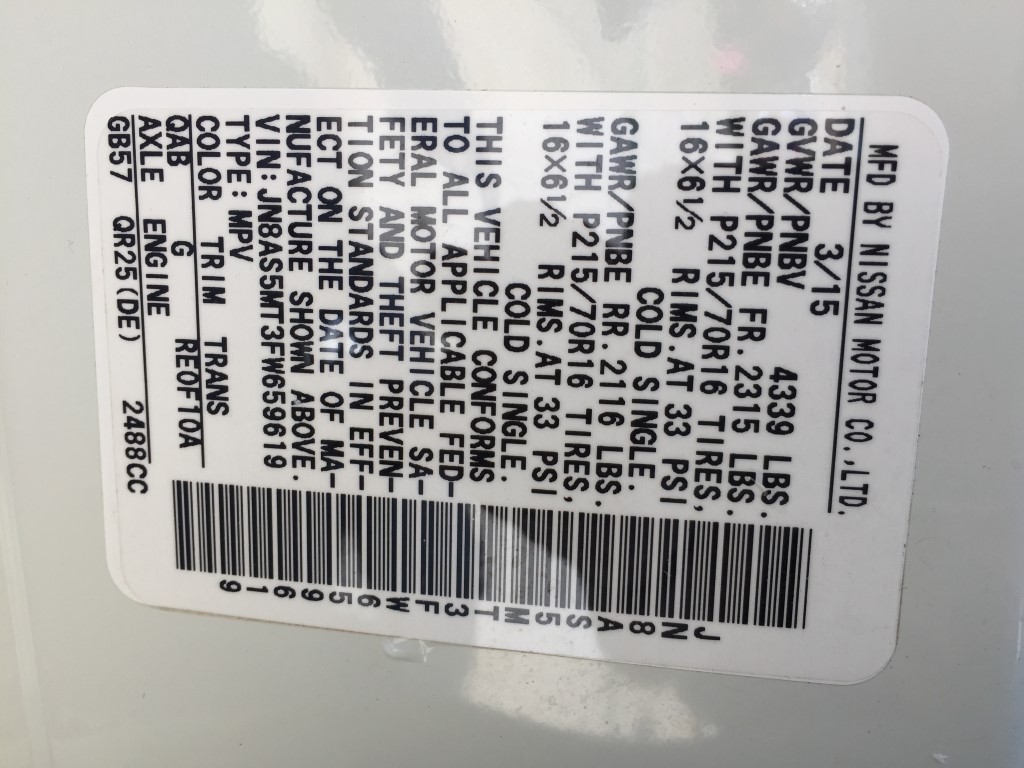 MFD BY NISSAN MOTOR CO.,LTD.
DATE 3/15
GVWR/PNBV 4339 LBS.
GAWR/PNBE FR.2315 LBS.
WITH P215/70R16 TIRES,
16×6½ RIMS.AT 33 PSI
COLD SINGLE.
GAWR/PNBE RR.2116 LBS.
WITH P215/70R16 TIRES,
16×6½ RIMS.AT 33 PSI
COLD SINGLE.
THIS VEHICLE CONFORMS
TO ALL APPLICABLE FED-
ERAL MOTOR VEHICLE SA-
FETY AND THEFT PREVEN-
TION STANDARDS IN EFF-
ECT ON THE DATE OF MA-
NUFACTURE SHOWN ABOVE.
VIN:JN8AS5MT3FW659619
TYPE:MPV
COLOR TRIM TRANS
QAB G RE0F10A
AXLE ENGINE
GB57 QR25(DE) 2488CC
JN8AS5MT3FW659619